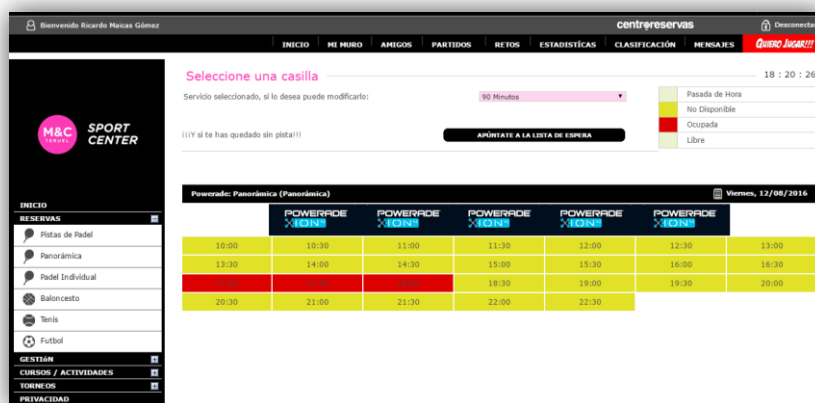 Bienvenido Ricardo Maicas Gómez
centroreservas
Desconectar
INICIO MI MURO AMIGOS PARTIDOS RETOS ESTADISTÍCAS CLASIFICACIÓN MENSAJES QUIERO JUGAR!!!
Seleccione una casilla
18 : 20 : 26
Servicio seleccionado, si lo desea puede modificarlo:
90 Minutos
Pasada de Hora
No Disponible
Ocupada
Libre
¡¡¡Y si te has quedado sin pista!!!
APÚNTATE A LA LISTA DE ESPERA
M&C
TERUEL
SPORT
CENTER
Powerade: Panorámica (Panorámica)
Viernes, 12/08/2016
POWERADE POWERADE POWERADE POWERADE POWERADE
ION4 ION4 ION4 ION4 ION4
10:00 10:30 11:00 11:30 12:00 12:30 13:00
13:30 14:00 14:30 15:00 15:30 16:00 16:30
18:30 19:00 19:30 20:00
20:30 21:00 21:30 22:00 22:30
INICIO
RESERVAS
Pistas de Padel
Panorámica
Padel Individual
Baloncesto
Tenis
Futbol
GESTIóN
CURSOS / ACTIVIDADES
TORNEOS
PRIVACIDAD